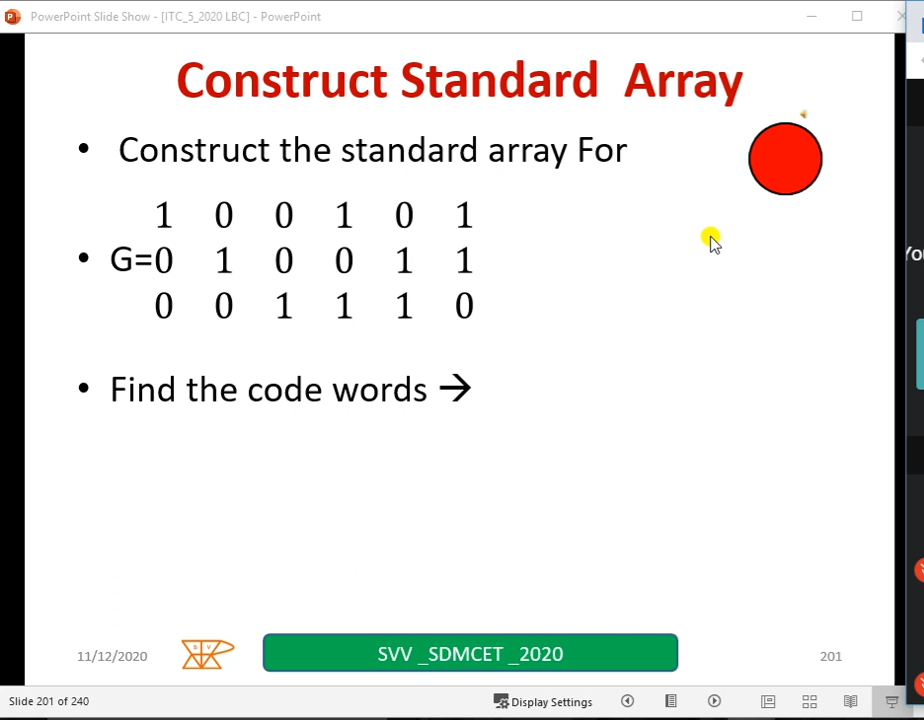 PowerPoint Slide Show - [ITC_5_2020 LBC] - PowerPoint
Construct Standard Array
• Construct the standard array For
1 0 0 1 0 1
• G=0 1 0 0 1 1
0 0 1 1 1 0
• Find the code words →
11/12/2020
S V
SVV _SDMCET _2020
201
Slide 201 of 240
Display Settings
You